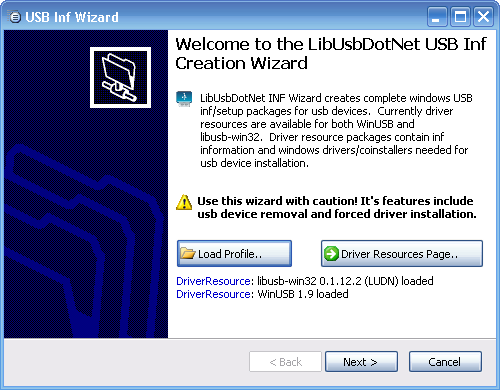 USB Inf Wizard
Welcome to the LibUsbDotNet USB Inf
Creation Wizard
LibUsbDotNet INF Wizard creates complete windows USB
inf/setup packages for usb devices.  Currently driver
resources are available for both WinUSB and
libusb-win32.  Driver resource packages contain inf
information and windows drivers/coinstallers needed for
usb device installation.
Use this wizard with caution! It's features include
usb device removal and forced driver installation.
Load Profile..
Driver Resources Page..
DriverResource: libusb-win32 0.1.12.2 (LUDN) loaded
DriverResource: WinUSB 1.9 loaded
< Back
Next >
Cancel